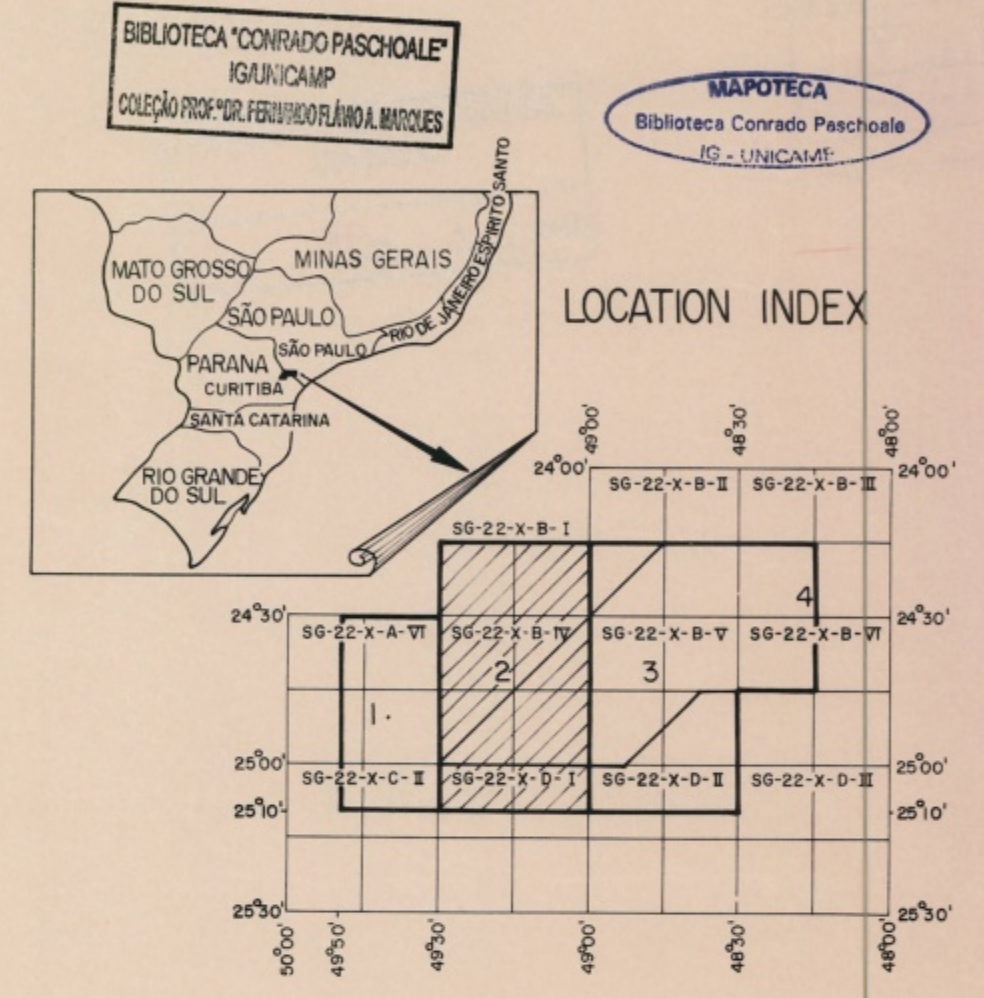 BIBLIOTECA "CONRADO PASCHOALE"
IG/UNICAMP
COLEÇÃO PROF.º DR. FERNANDO FLÁVIO A. MARQUES
MAPOTECA
Biblioteca Conrado Paschoale
IG - UNICAMP
ESPIRITO SANTO
MINAS GERAIS
MATO GROSSO
DO SUL
SÃO PAULO
RIO DE JANEIRO
SÃO PAULO
PARANA
CURITIBA
SANTA CATARINA
RIO GRANDE
DO SUL
LOCATION INDEX
49°00'
48°30'
48°00'
24°00'
24°00'
SG-22-X-B-II
SG-22-X-B-III
SG-22-X-B-I
4
24°30'
24°30'
SG-22-X-A-VI
SG-22-X-B-IV
SG-22-X-B-V
SG-22-X-B-VI
2
3
1.
25°00'
25°00'
SG-22-X-C-II
SG-22-X-D-I
SG-22-X-D-II
SG-22-X-D-III
25°10'
25°10'
25°30'
25°30'
50°00'
49°50'
49°30'
49°00'
48°30'
48°00'